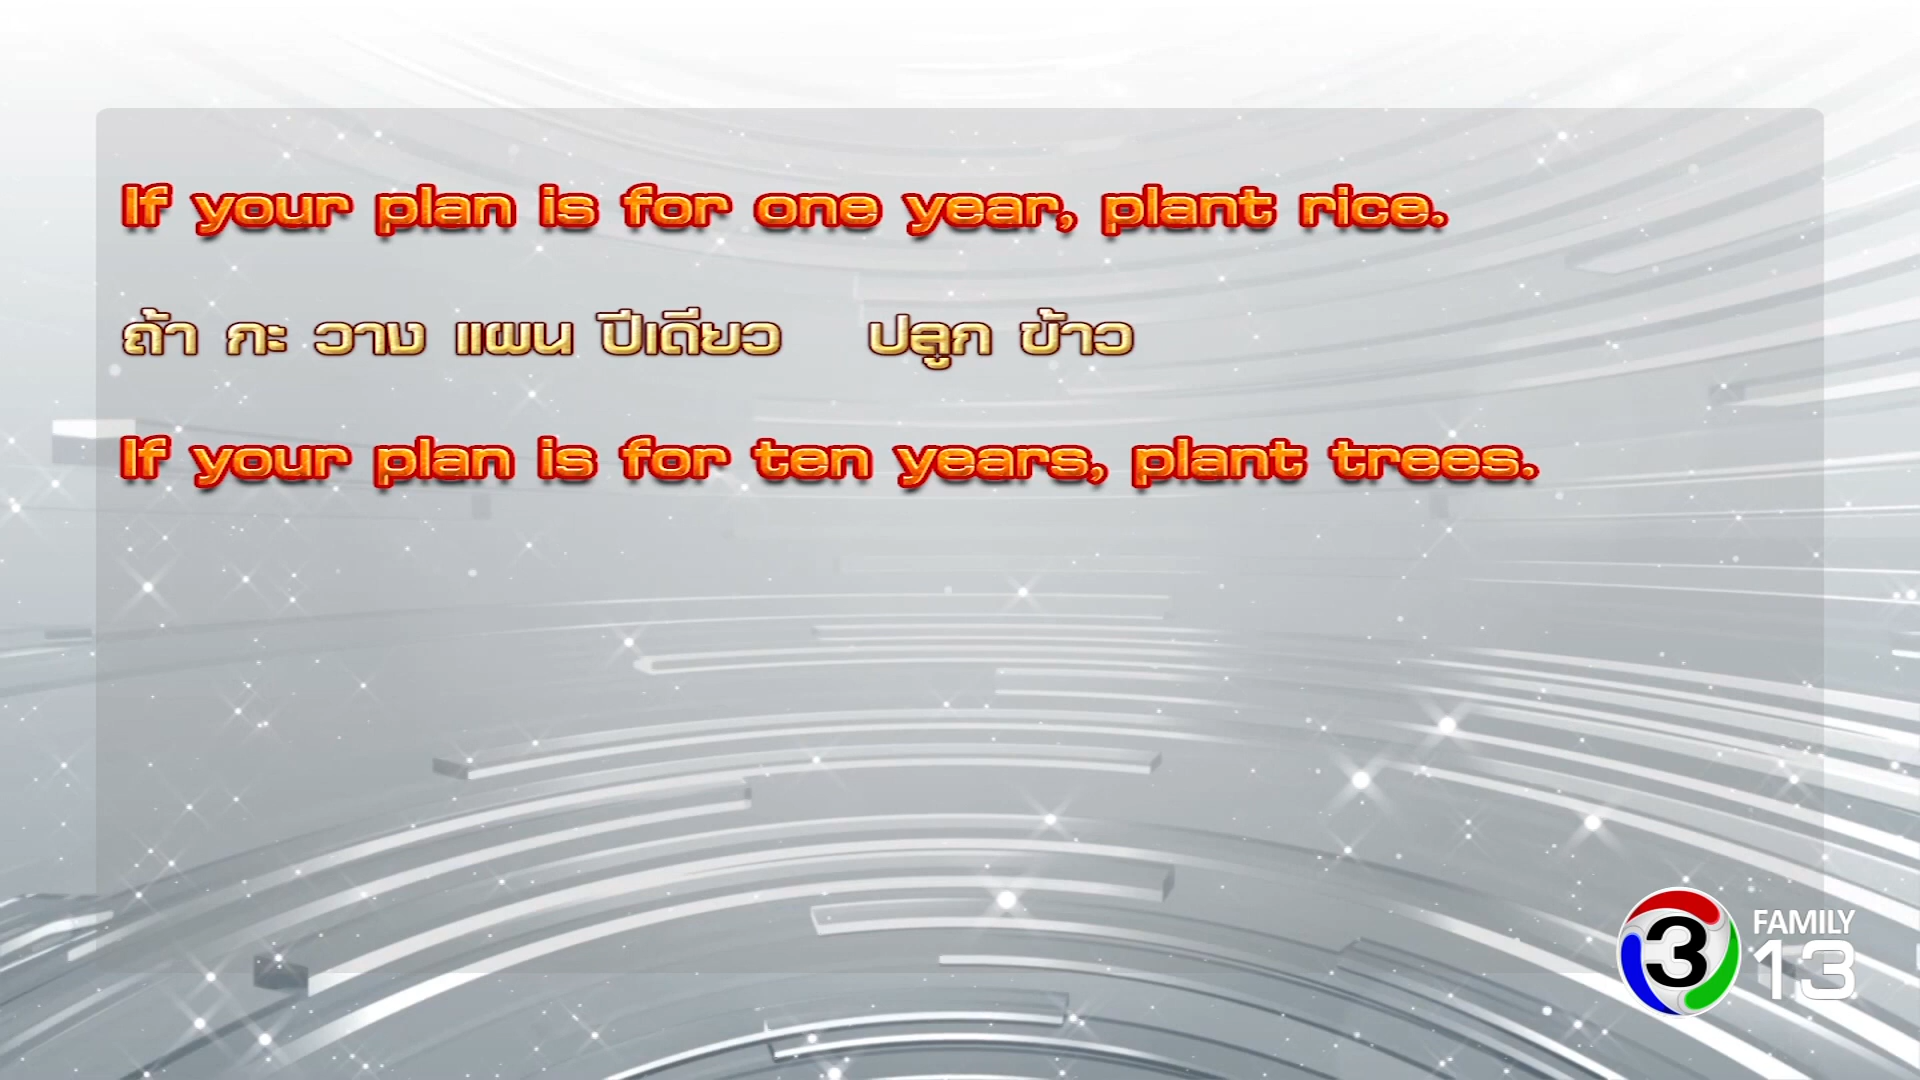 If your plan is for one year, plant rice.
ถ้า กะ วาง แผน ปีเดียว ปลูก ข้าว
If your plan is for ten years, plant trees.
3 FAMILY
13